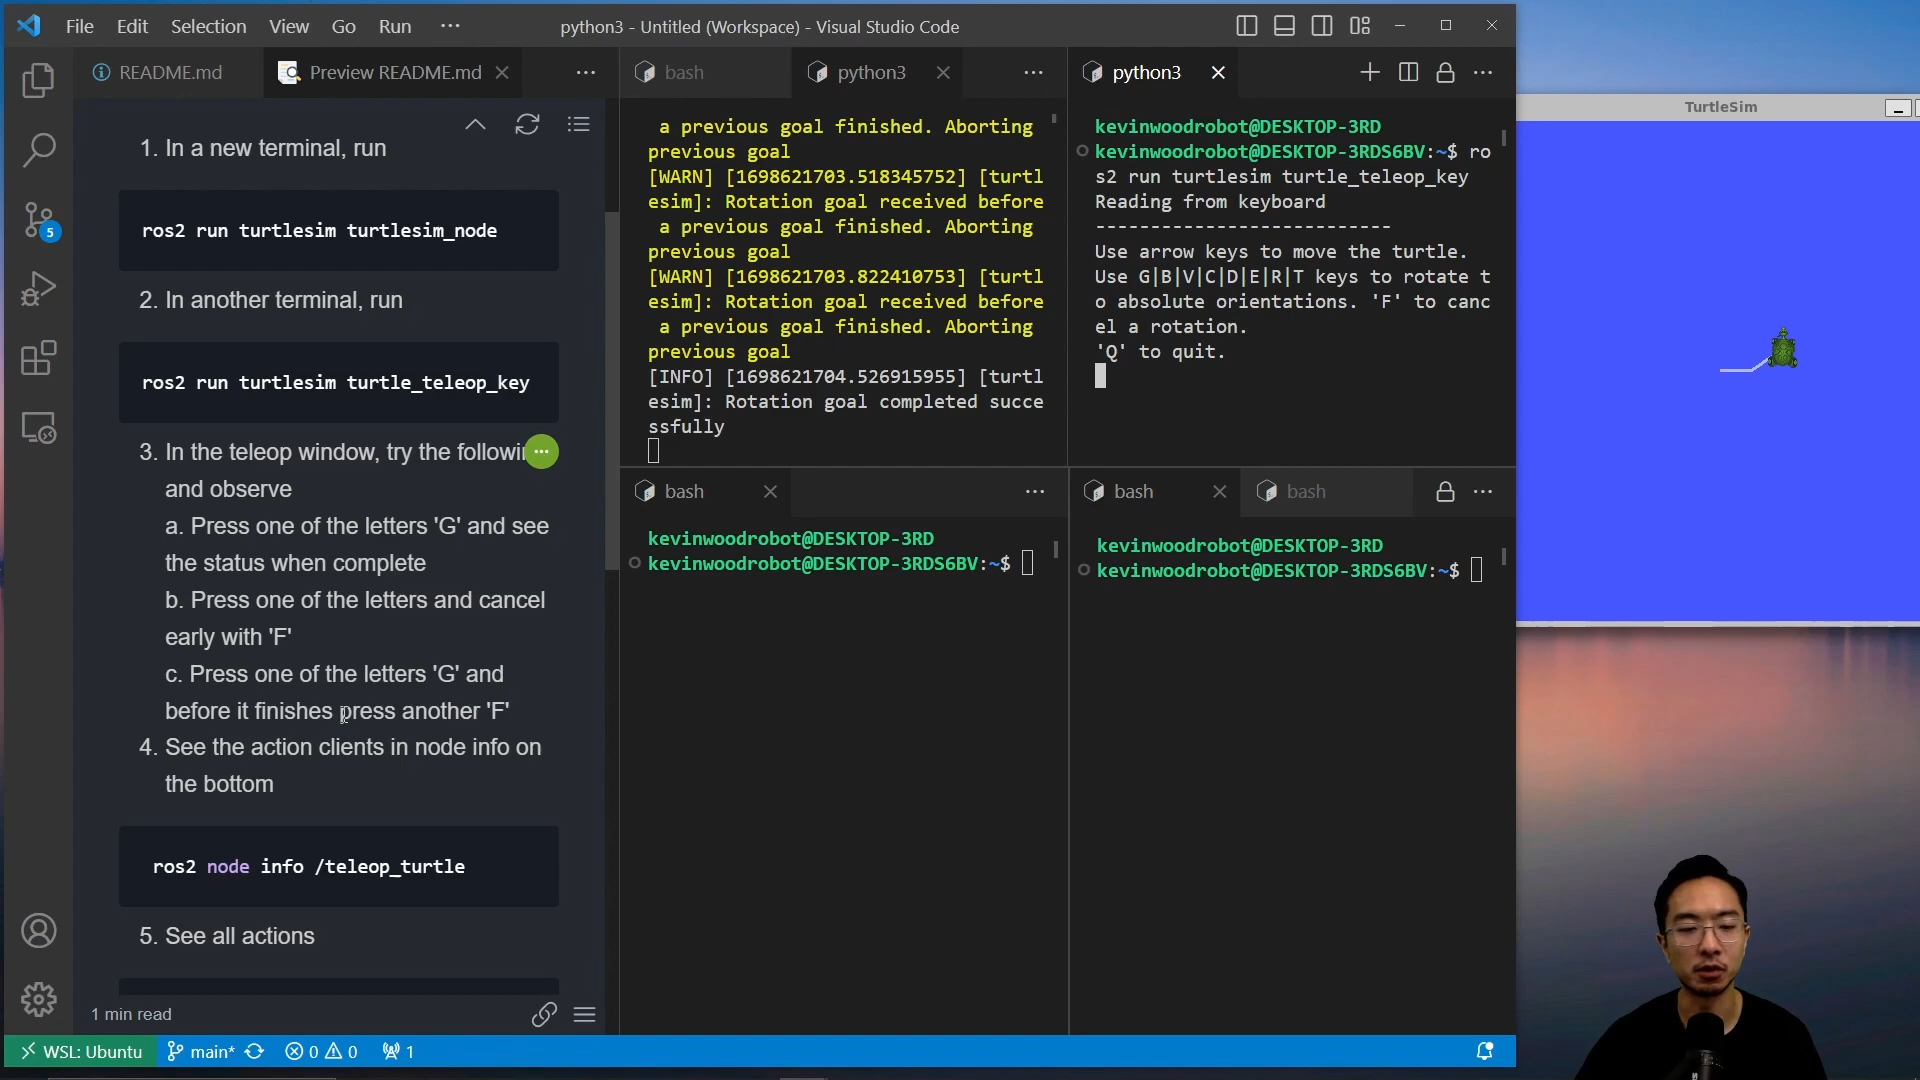 File Edit Selection View Go Run ··· python3 - Untitled (Workspace) - Visual Studio Code
README.md
Preview README.md
1. In a new terminal, run
ros2 run turtlesim turtlesim_node
2. In another terminal, run
ros2 run turtlesim turtle_teleop_key
3. In the teleop window, try the
and observe
a. Press one of the letters 'G' and see
the status when complete
b. Press one of the letters and cancel
early with 'F'
c. Press one of the letters 'G' and
before it finishes press another 'F'
4. See the action clients in node info on
the bottom
ros2 node info /teleop_turtle
5. See all actions
1 min read
bash
python3
a previous goal finished. Aborting
previous goal
[WARN] [1698621703.518345752] [turtl
esim]: Rotation goal received before
a previous goal finished. Aborting
previous goal
[WARN] [1698621703.822410753] [turtl
esim]: Rotation goal received before
a previous goal finished. Aborting
previous goal
[INFO] [1698621704.526915955] [turtl
esim]: Rotation goal completed succe
ssfully
python3
kevinwoodrobot@DESKTOP-3RD
kevinwoodrobot@DESKTOP-3RDS6BV:~$ ro
s2 run turtlesim turtle_teleop_key
Reading from keyboard
---------------------------
Use arrow keys to move the turtle.
Use G|B|V|C|D|E|R|T keys to rotate t
o absolute orientations. 'F' to canc
el a rotation.
'Q' to quit.
bash
kevinwoodrobot@DESKTOP-3RD
kevinwoodrobot@DESKTOP-3RDS6BV:~$
bash
bash
kevinwoodrobot@DESKTOP-3RD
kevinwoodrobot@DESKTOP-3RDS6BV:~$
TurtleSim
5
WSL: Ubuntu main* 0 0 1